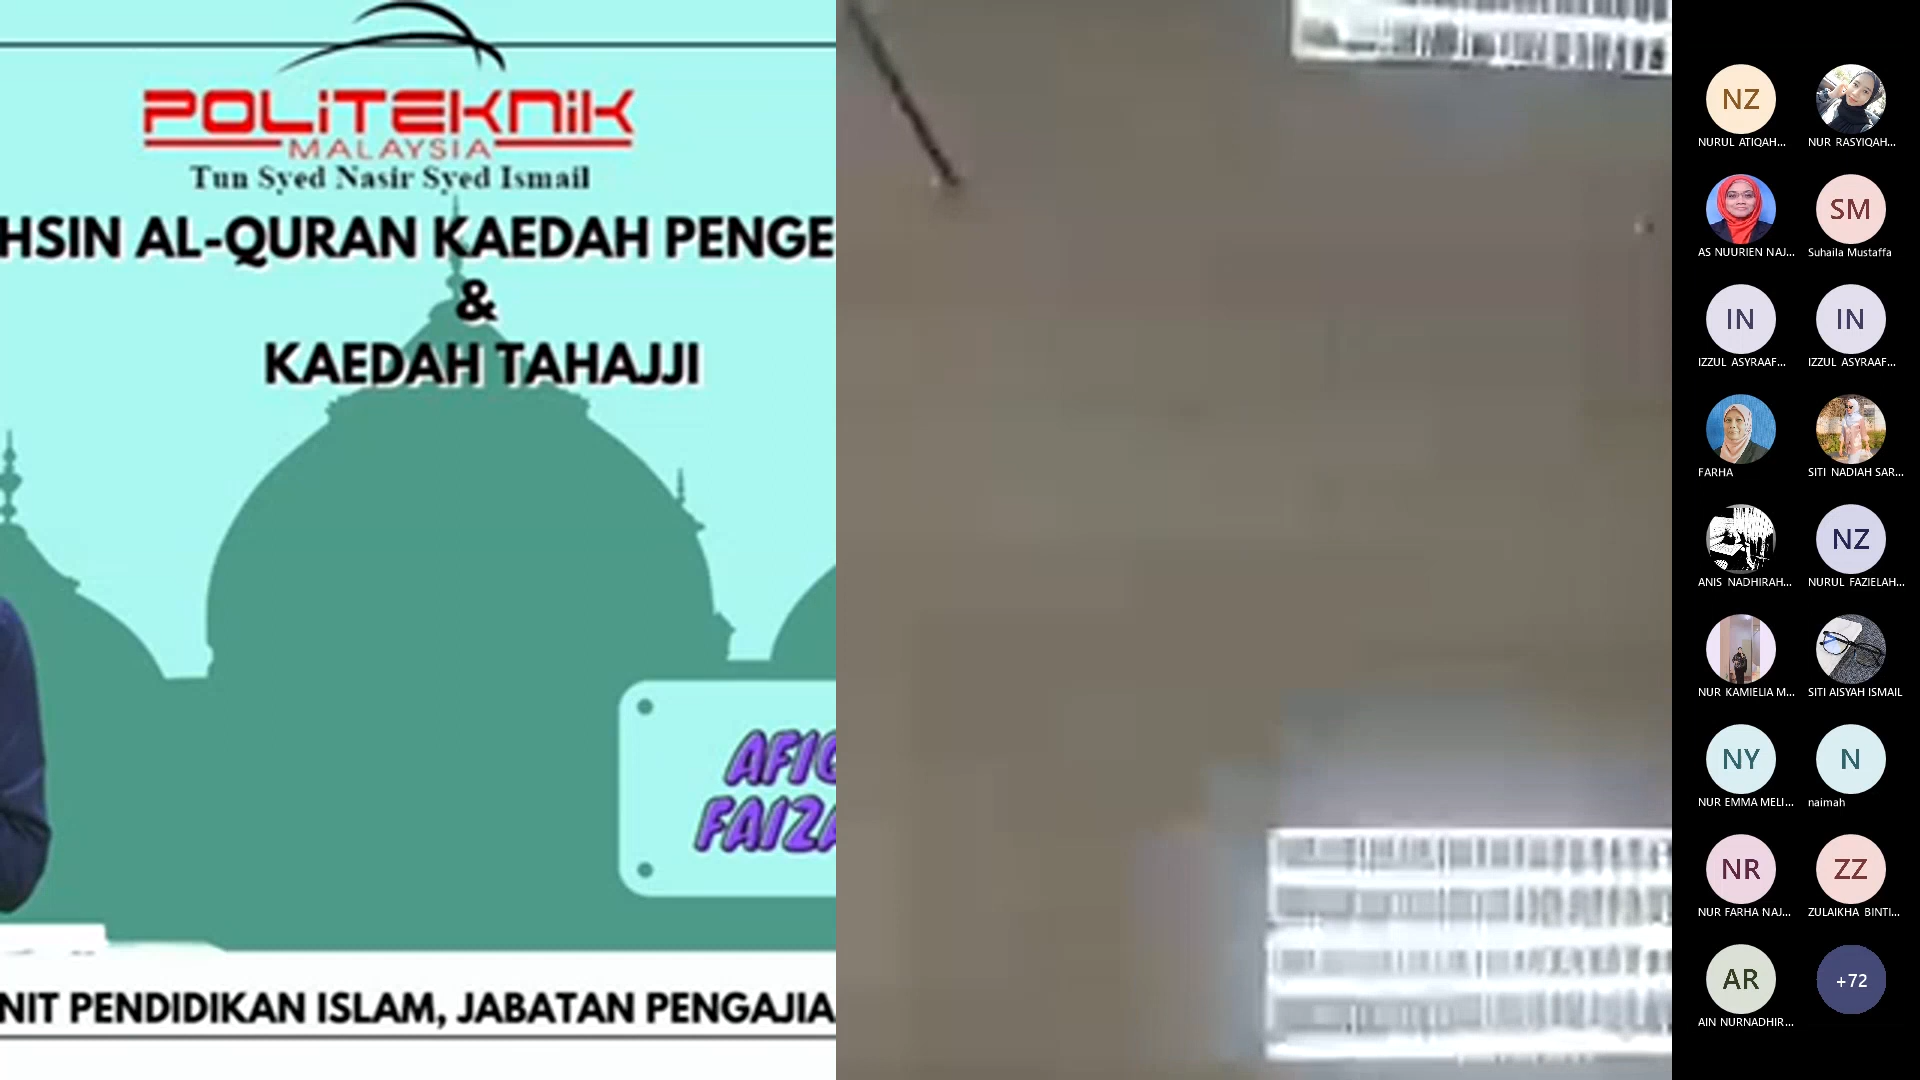 POLITEKNIK
MALAYSIA
Tun Syed Nasir Syed Ismail
HSIN AL-QURAN KAEDAH PENGE
&
KAEDAH TAHAJJI
AFIQ
FAIZA
NIT PENDIDIKAN ISLAM, JABATAN PENGAJIA
NZ
NURUL ATIQAH...
NUR RASYIQAH...
AS NUURIEN NAJ...
SM
Suhaila Mustaffa
IN
IZZUL ASYRAAF...
IN
IZZUL ASYRAAF...
FARHA
SITI NADIAH SAR...
ANIS NADHIRAH...
NZ
NURUL FAZIELAH...
NUR KAMIELIA M...
SITI AISYAH ISMAIL
NY
NUR EMMA MELI...
N
naimah
NR
NUR FARHA NAJ...
ZZ
ZULAIKHA BINTI...
AR
AIN NURNADHIR...
+72